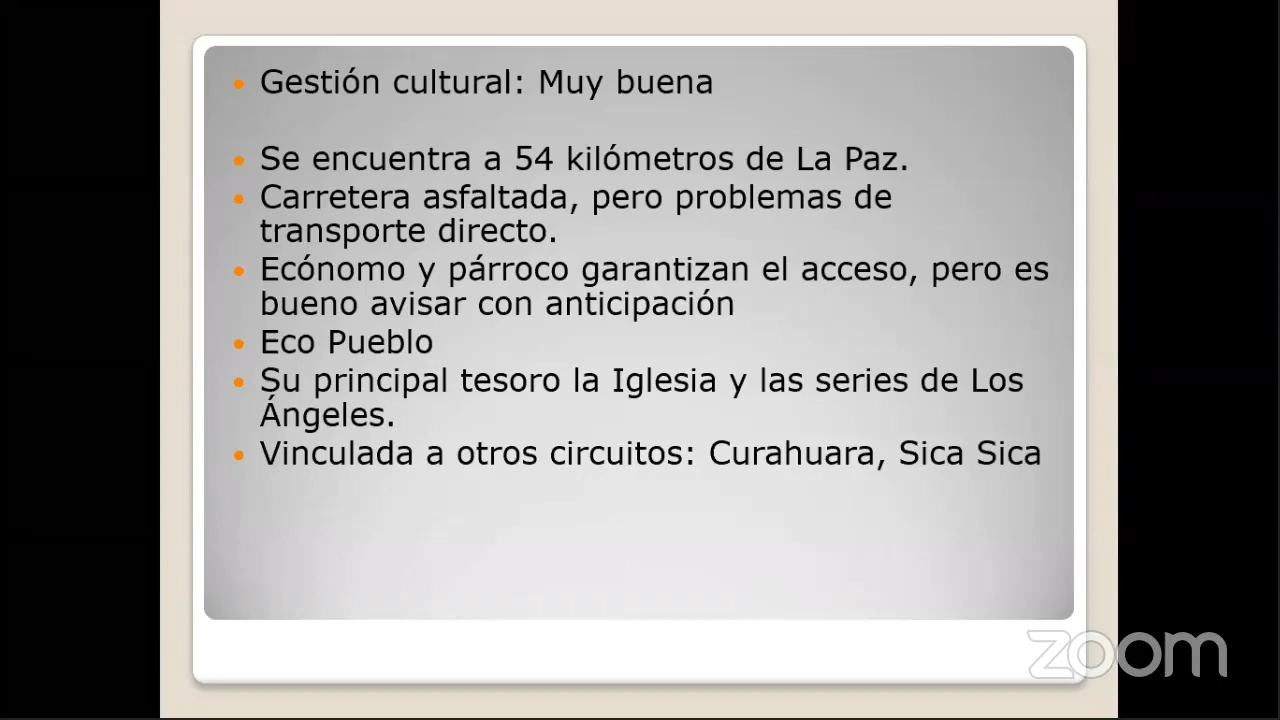 Gestión cultural: Muy buena
Se encuentra a 54 kilómetros de La Paz.
Carretera asfaltada, pero problemas de
transporte directo.
Ecónomo y párroco garantizan el acceso, pero es
bueno avisar con anticipación
Eco Pueblo
Su principal tesoro la Iglesia y las series de Los
Ángeles.
Vinculada a otros circuitos: Curahuara, Sica Sica
zoom